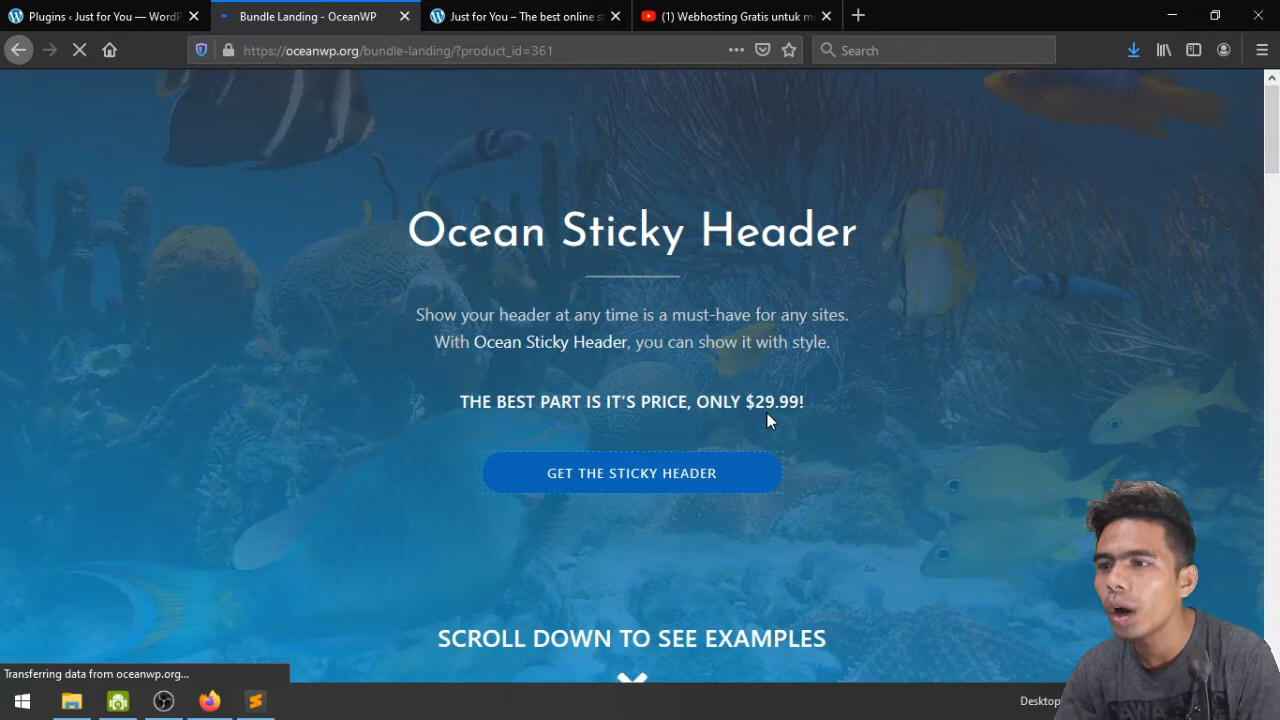 Plugins ‹ Just for You — WordP
Bundle Landing - OceanWP
Just for You – The best online st
(1) Webhosting Gratis untuk me
https://oceanwp.org/bundle-landing/?product_id=361
Search
Ocean Sticky Header
Show your header at any time is a must-have for any sites.
With Ocean Sticky Header, you can show it with style.
THE BEST PART IS IT’S PRICE, ONLY $29.99!
GET THE STICKY HEADER
SCROLL DOWN TO SEE EXAMPLES
Transferring data from oceanwp.org...
Desktop